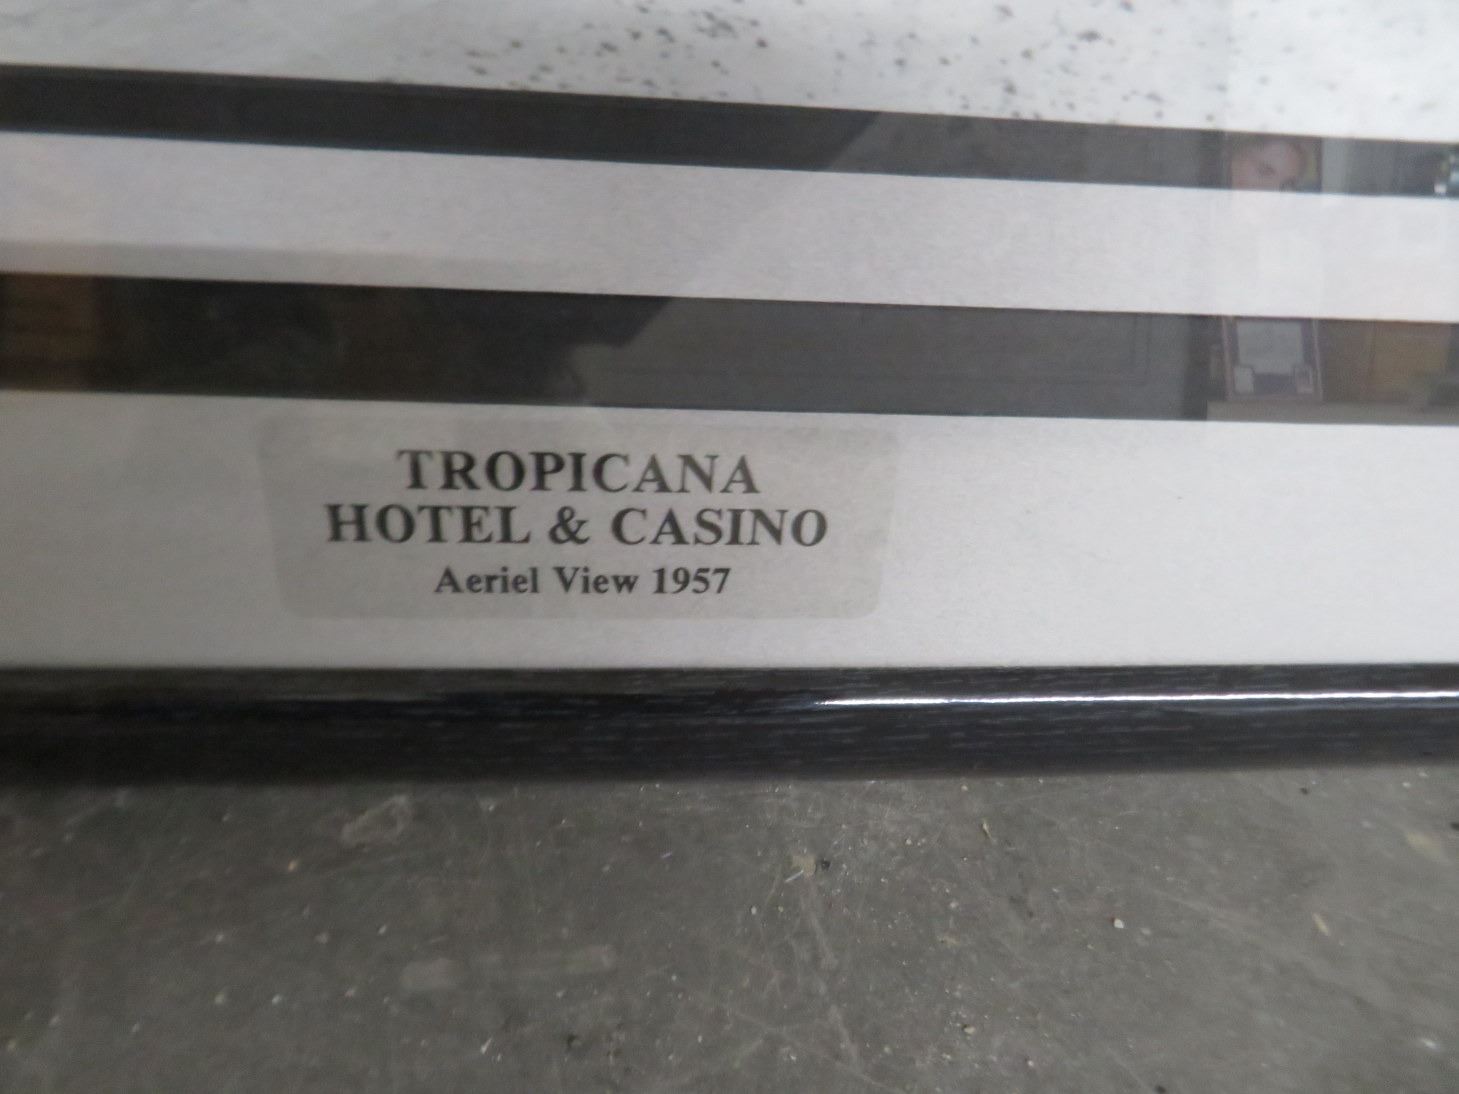 TROPICANA
HOTEL & CASINO
Aeriel View 1957